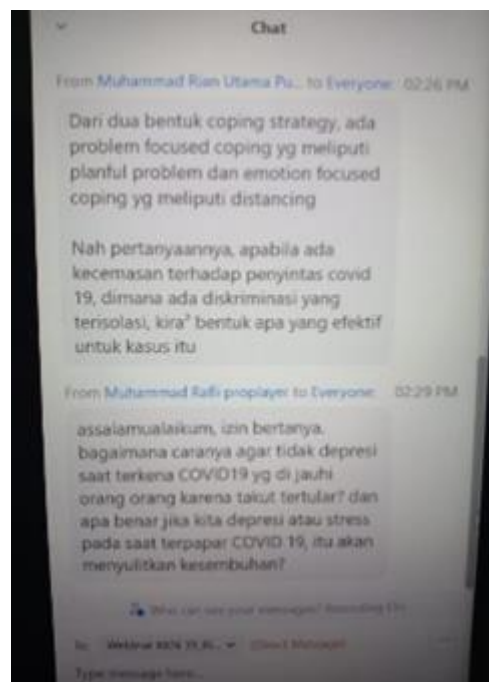 Chat
From Muhammad Rian Utama Pu... to Everyone: 02:26 PM
Dari dua bentuk coping strategy, ada
problem focused coping yg meliputi
planful problem dan emotion focused
coping yg meliputi distancing
Nah pertanyaannya, apabila ada
kecemasan terhadap penyintas covid
19, dimana ada diskriminasi yang
terisolasi, kira² bentuk apa yang efektif
untuk kasus itu
From Muhammad Rafli proplayer to Everyone: 02:29 PM
assalamualaikum, izin bertanya,
bagaimana caranya agar tidak depresi
saat terkena COVID19 yg di jauhi
orang orang karena takut tertular? dan
apa benar jika kita depresi atau stress
pada saat terpapar COVID 19, itu akan
menyulitkan kesembuhan?
Who can see your messages? Recording On
To: Webinar
Type message here...